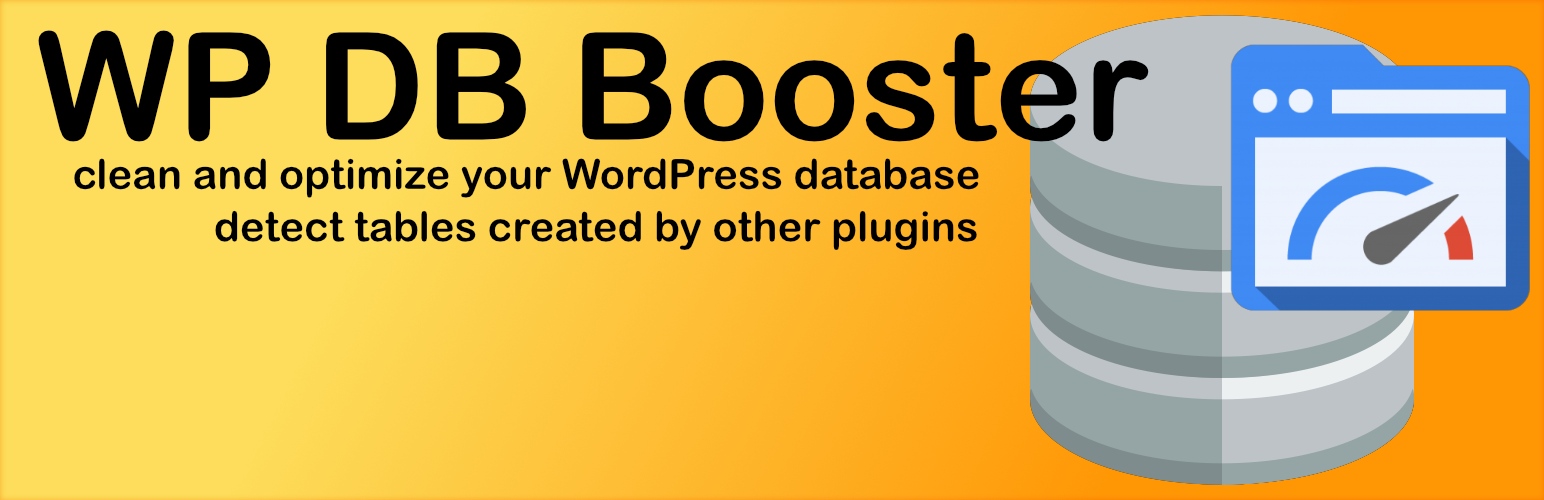 WP DB Booster
clean and optimize your WordPress database
detect tables created by other plugins